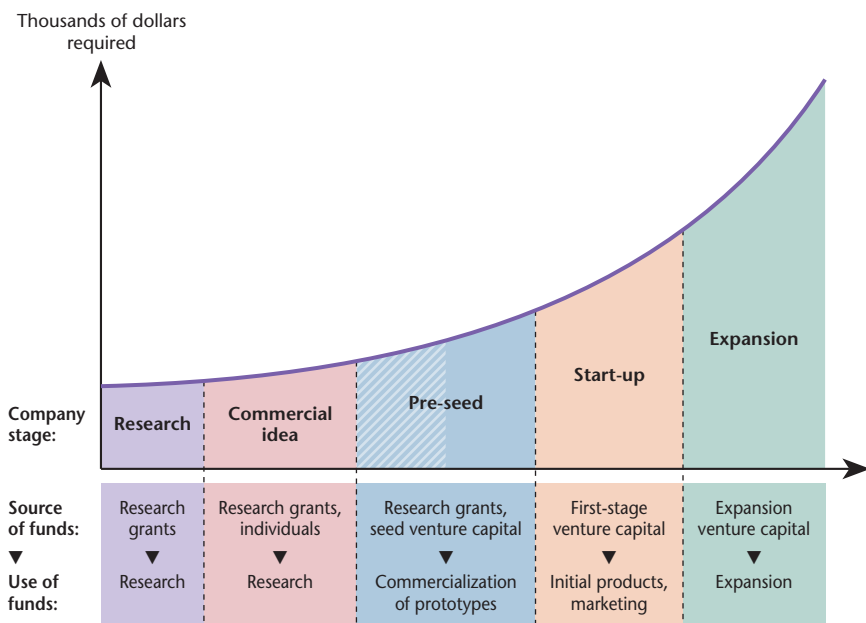 Thousands of dollars
required
Company
stage:
Research
Commercial
idea
Pre-seed
Start-up
Expansion
Source
of funds:
Research
grants
Research grants,
individuals
Research grants,
seed venture capital
First-stage
venture capital
Expansion
venture capital
Use of
funds:
Research
Research
Commercialization
of prototypes
Initial products,
marketing
Expansion